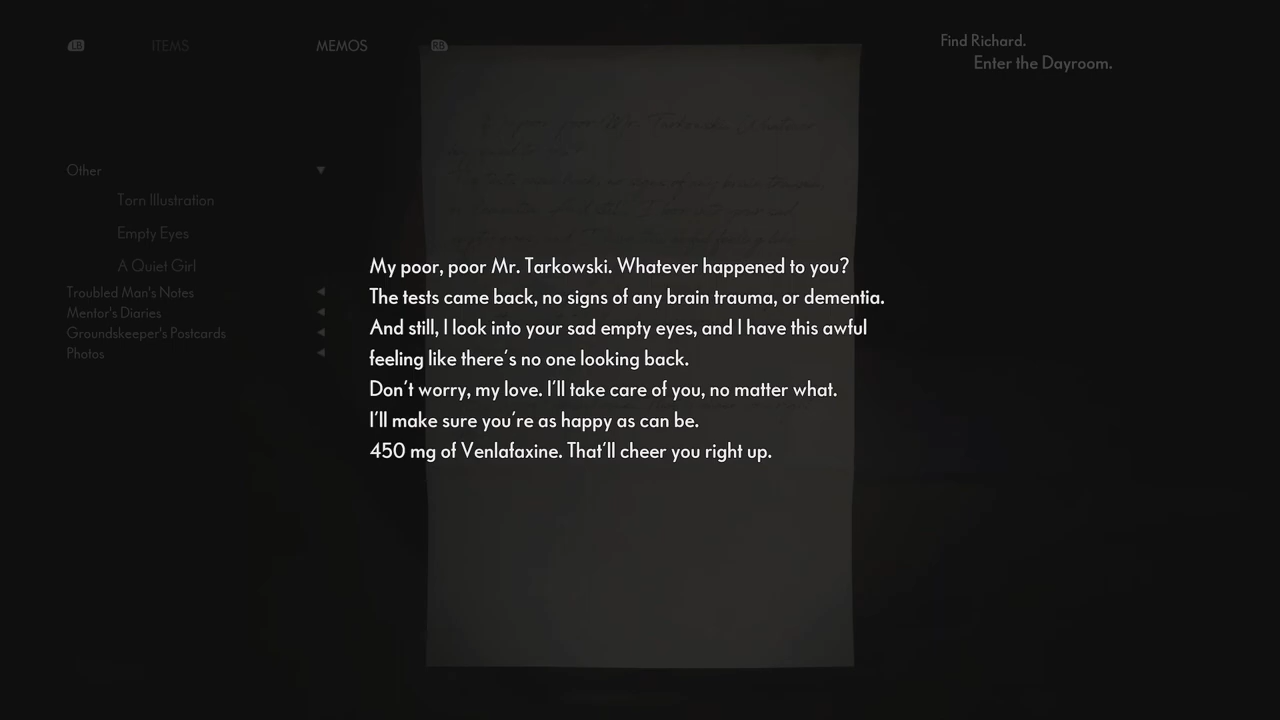 LB ITEMS MEMOS RB
Find Richard.
Enter the Dayroom.
Other
Torn Illustration
Empty Eyes
A Quiet Girl
Troubled Man's Notes
Mentor's Diaries
Groundskeeper's Postcards
Photos
My poor, poor Mr. Tarkowski. Whatever happened to you?
The tests came back, no signs of any brain trauma, or dementia.
And still, I look into your sad empty eyes, and I have this awful
feeling like there's no one looking back.
Don't worry, my love. I'll take care of you, no matter what.
I'll make sure you're as happy as can be.
450 mg of Venlafaxine. That'll cheer you right up.